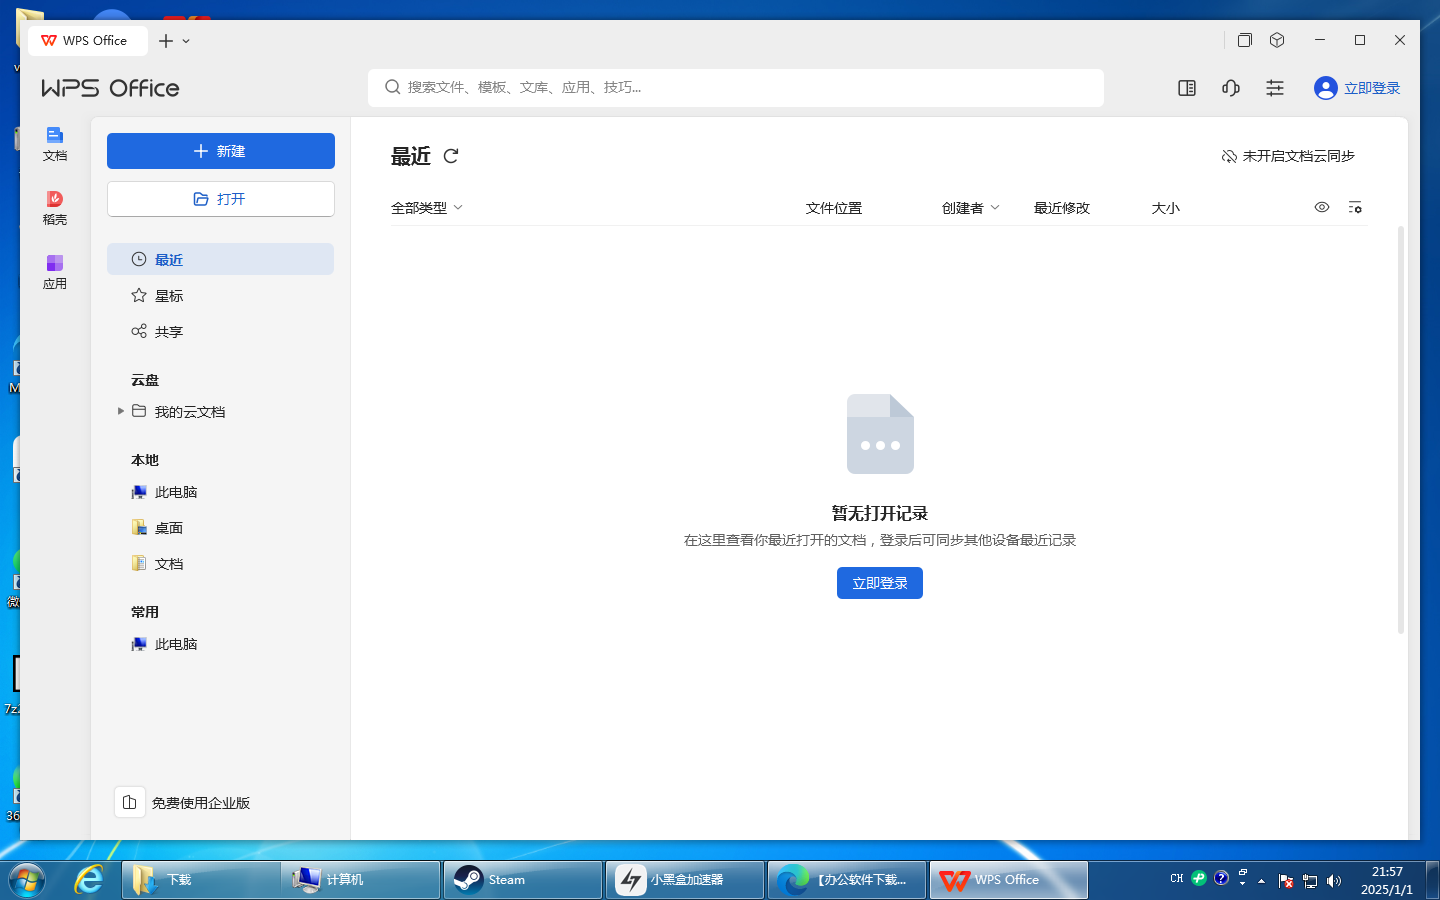 WPS Office
WPS Office
搜索文件、模板、文库、应用、技巧...
立即登录
文档
稻壳
应用
新建
打开
最近
星标
共享
云盘
我的云文档
本地
此电脑
桌面
文档
常用
此电脑
免费使用企业版
最近
未开启文档云同步
全部类型
文件位置
创建者
最近修改
大小
暂无打开记录
在这里查看你最近打开的文档，登录后可同步其他设备最近记录
立即登录
下载
计算机
Steam
小黑盒加速器
【办公软件下载...
WPS Office
CH
21:57
2025/1/1